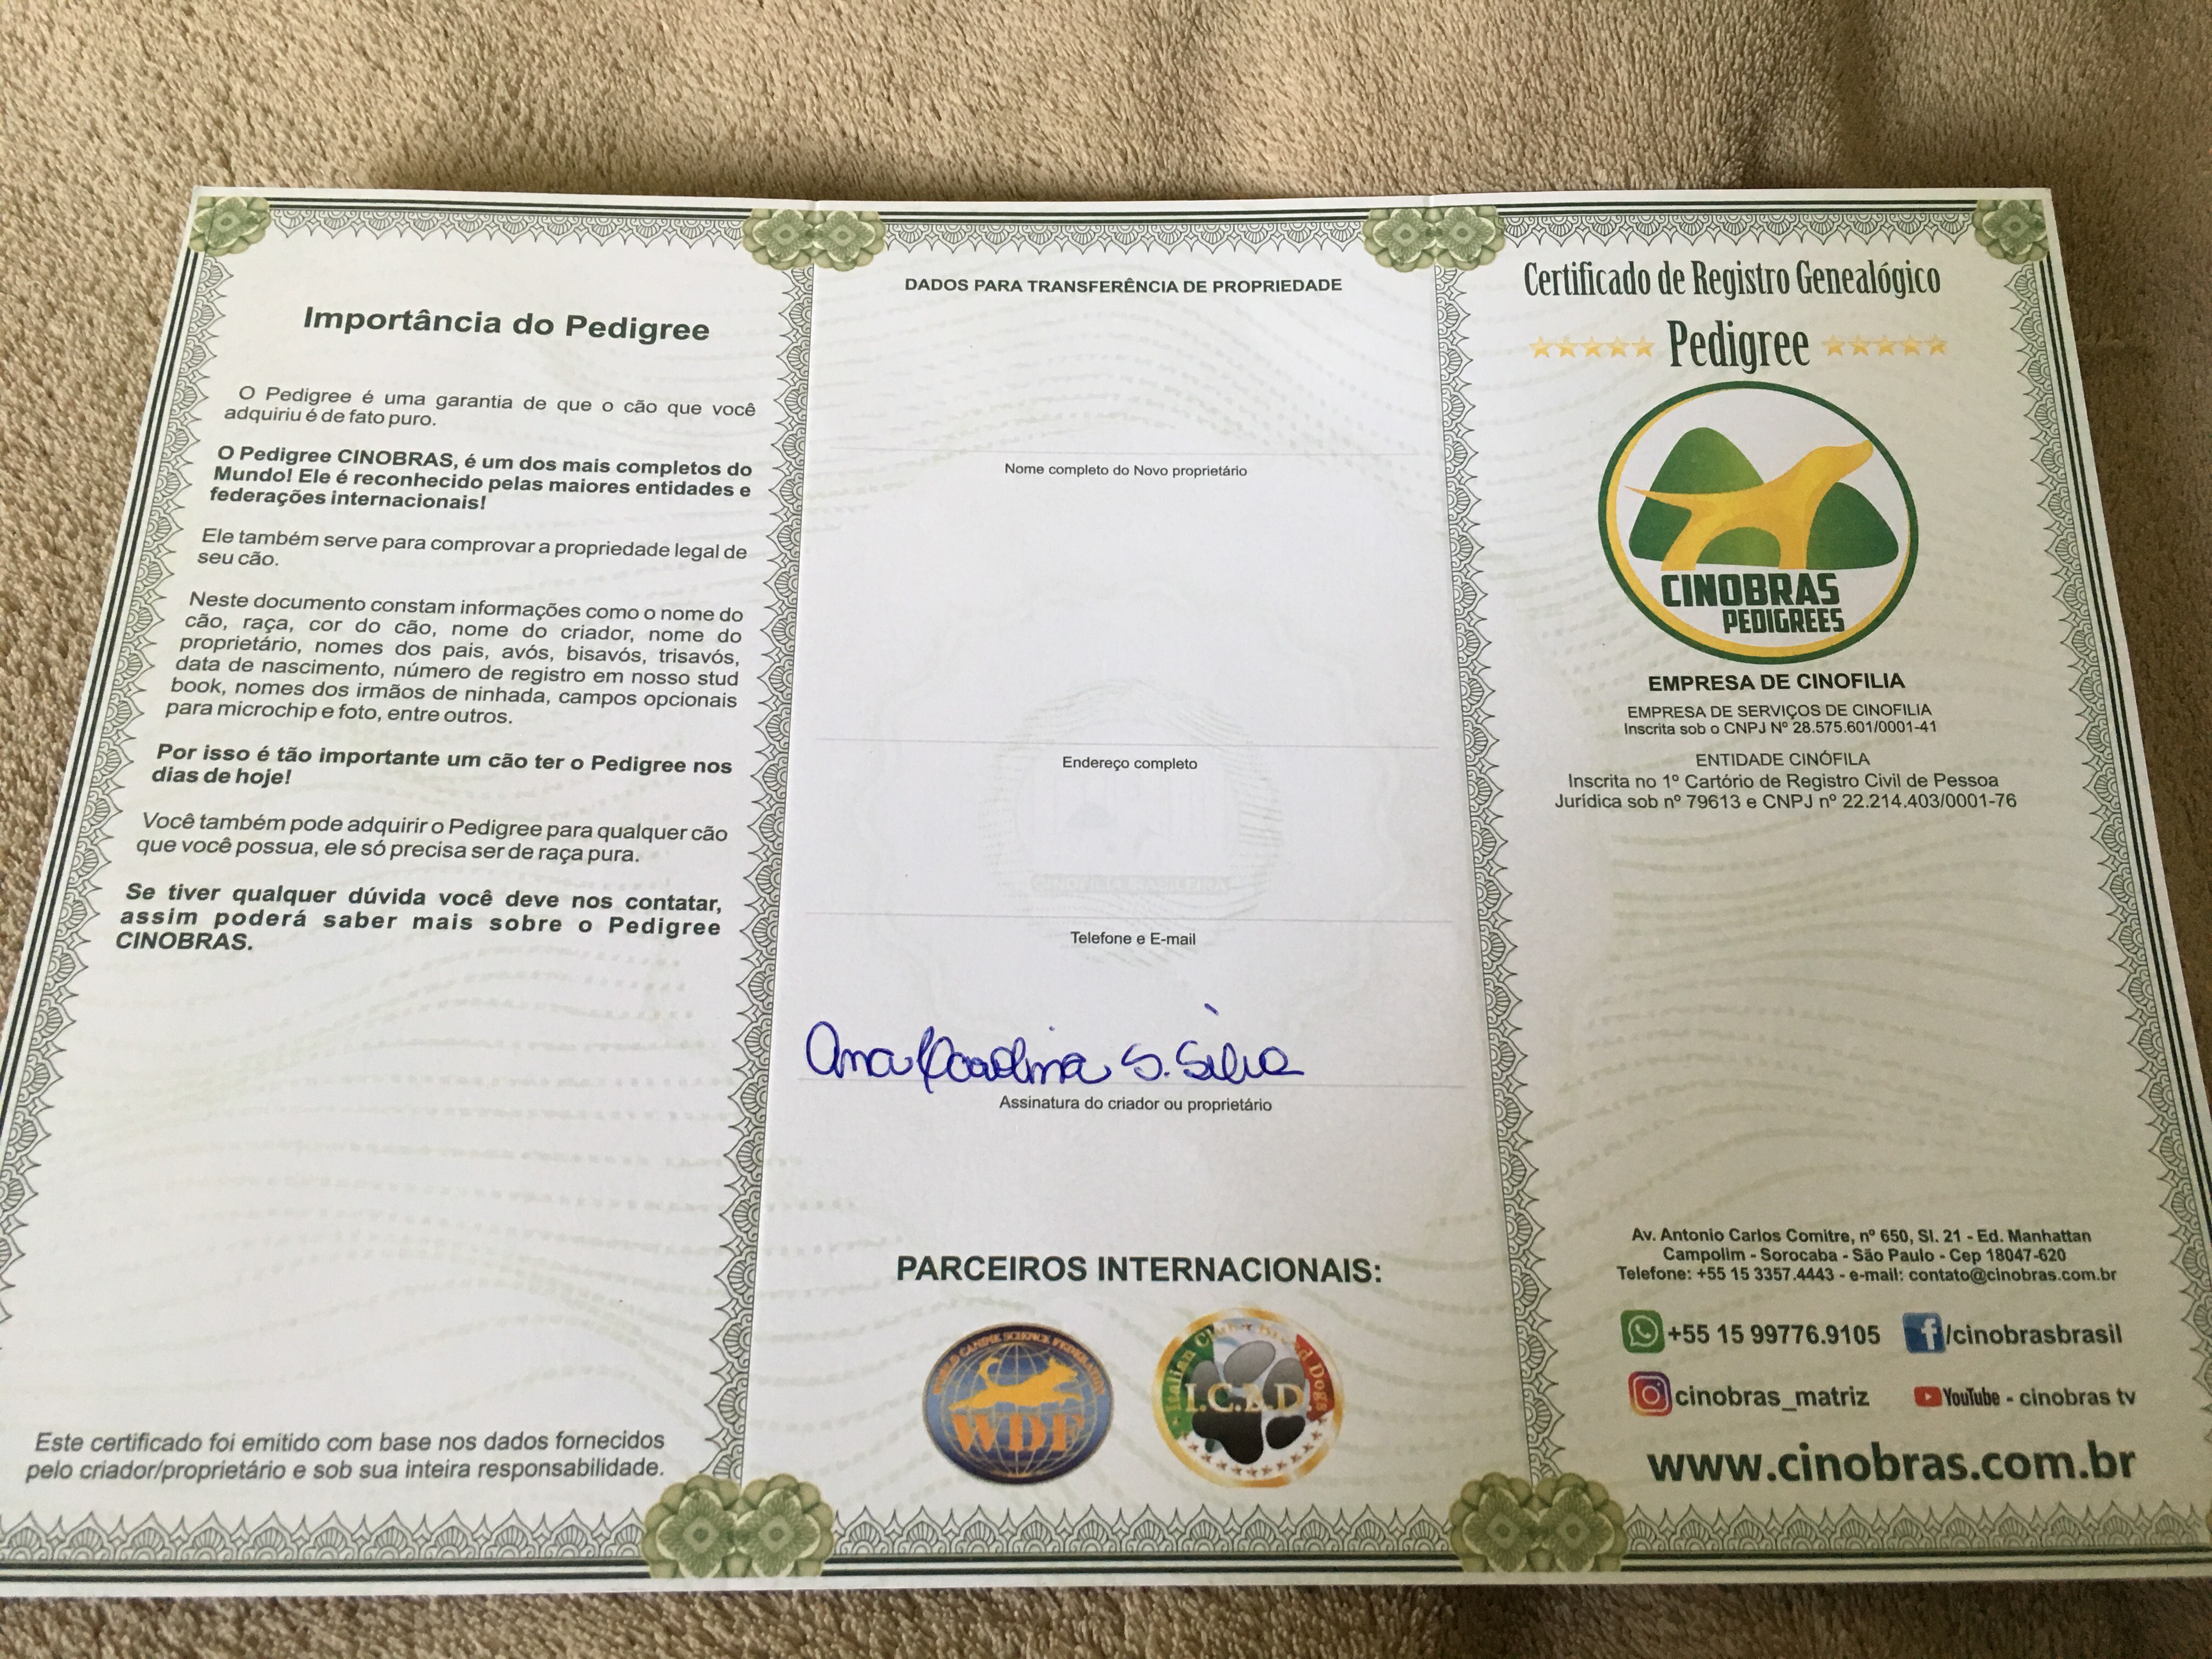 Importância do Pedigree
O Pedigree é uma garantia de que o cão que você
adquiriu é de fato puro.
O Pedigree CINOBRAS, é um dos mais completos do
Mundo! Ele é reconhecido pelas maiores entidades e
federações internacionais!
Ele também serve para comprovar a propriedade legal de
seu cão.
Neste documento constam informações como o nome do
cão, raça, cor do cão, nome do criador, nome do
proprietário, nomes dos pais, avós, bisavós, trisavós,
data de nascimento, número de registro em nosso stud
book, nomes dos irmãos de ninhada, campos opcionais
para microchip e foto, entre outros.
Por isso é tão importante um cão ter o Pedigree nos
dias de hoje!
Você também pode adquirir o Pedigree para qualquer cão
que você possua, ele só precisa ser de raça pura.
Se tiver qualquer dúvida você deve nos contatar,
assim poderá saber mais sobre o Pedigree
CINOBRAS.
Este certificado foi emitido com base nos dados fornecidos
pelo criador/proprietário e sob sua inteira responsabilidade.
DADOS PARA TRANSFERÊNCIA DE PROPRIEDADE
Nome completo do Novo proprietário
Endereço completo
CINOFILIA BRASILEIRA
Telefone e E-mail
Ana Carolina S. Silva
Assinatura do criador ou proprietário
PARCEIROS INTERNACIONAIS:
WORLD CANINE SCIENCE FEDERATION
WDF
Italian Dogs
I.C.B.D.
Certificado de Registro Genealógico
Pedigree
CINOBRAS
PEDIGREES
EMPRESA DE CINOFILIA
EMPRESA DE SERVIÇOS DE CINOFILIA
Inscrita sob o CNPJ Nº 28.575.601/0001-41
ENTIDADE CINÓFILA
Inscrita no 1º Cartório de Registro Civil de Pessoa
Jurídica sob nº 79613 e CNPJ nº 22.214.403/0001-76
Av. Antonio Carlos Comitre, nº 650, Sl. 21 - Ed. Manhattan
Campolim - Sorocaba - São Paulo - Cep 18047-620
Telefone: +55 15 3357.4443 - e-mail: contato@cinobras.com.br
+55 15 99776.9105 f/cinobrasbrasil
cinobras_matriz YouTube - cinobras tv
www.cinobras.com.br